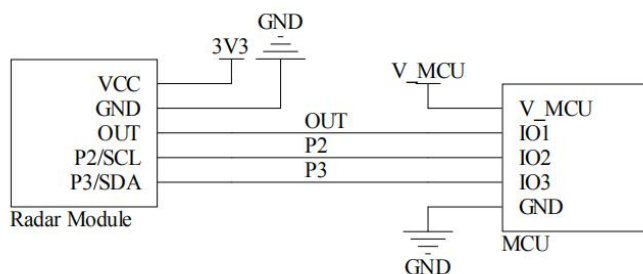 GND
3V3
V_MCU
VCC
GND
OUT
P2/SCL
P3/SDA
Radar Module
OUT
P2
P3
V_MCU
IO1
IO2
IO3
GND
MCU
GND